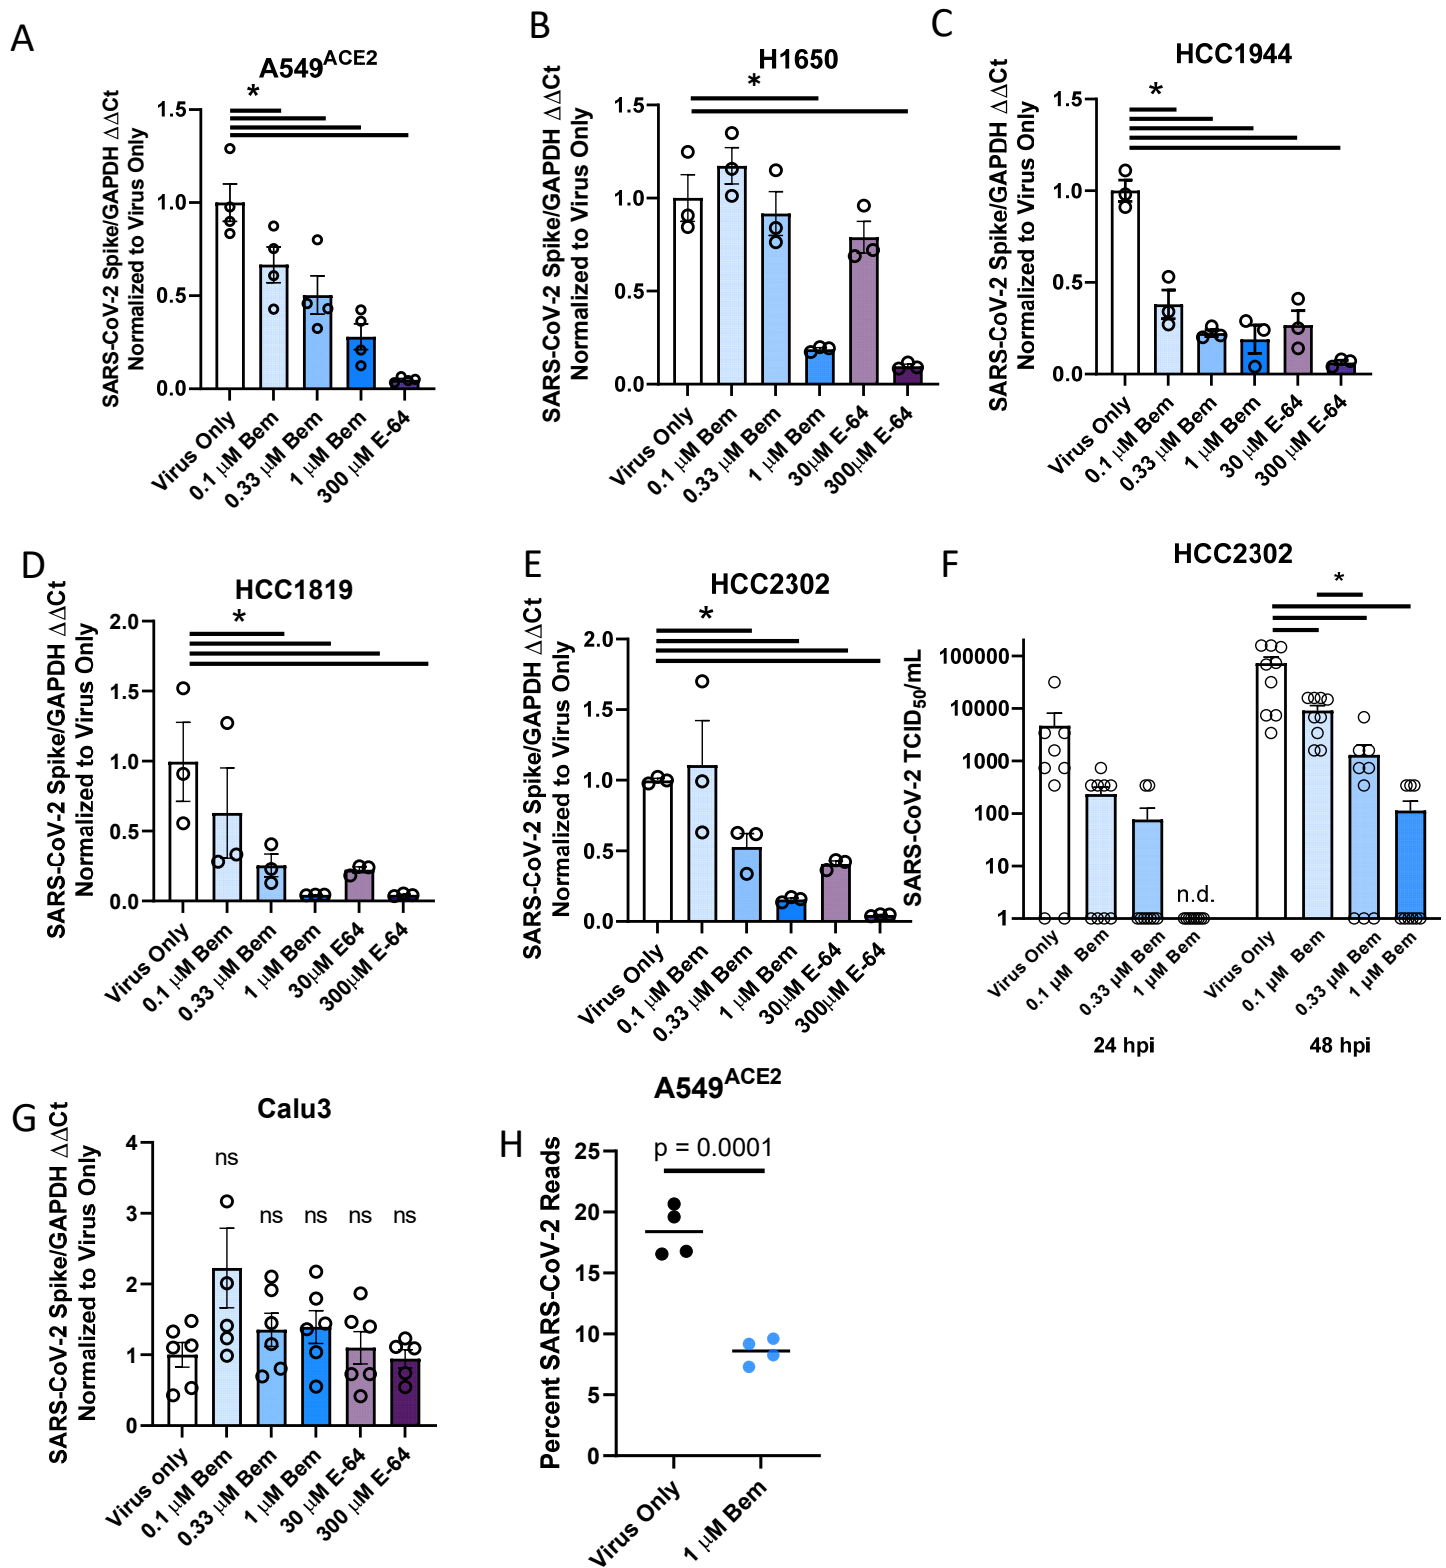 A
A549ACE2
SARS-CoV-2 Spike/GAPDH ΔΔCt
Normalized to Virus Only
*
1.5
1.0
0.5
0.0
Virus Only
0.1 μM Bem
0.33 μM Bem
1 μM Bem
300 μM E-64
B
H1650
SARS-CoV-2 Spike/GAPDH ΔΔCt
Normalized to Virus Only
*
1.5
1.0
0.5
0.0
Virus Only
0.1 μM Bem
0.33 μM Bem
1 μM Bem
30μM E-64
300μM E-64
C
HCC1944
SARS-CoV-2 Spike/GAPDH ΔΔCt
Normalized to Virus Only
*
1.5
1.0
0.5
0.0
Virus Only
0.1 μM Bem
0.33 μM Bem
1 μM Bem
30 μM E-64
300 μM E-64
D
HCC1819
SARS-CoV-2 Spike/GAPDH ΔΔCt
Normalized to Virus Only
*
2.0
1.5
1.0
0.5
0.0
Virus Only
0.1 μM Bem
0.33 μM Bem
1 μM Bem
30μM E64
300μM E-64
E
HCC2302
SARS-CoV-2 Spike/GAPDH ΔΔCt
Normalized to Virus Only
*
2.0
1.5
1.0
0.5
0.0
Virus Only
0.1 μM Bem
0.33 μM Bem
1 μM Bem
30μM E-64
300μM E-64
F
HCC2302
SARS-CoV-2 TCID50/mL
*
100000
10000
1000
100
10
1
n.d.
Virus Only
0.1 μM Bem
0.33 μM Bem
1 μM Bem
Virus Only
0.1 μM Bem
0.33 μM Bem
1 μM Bem
24 hpi
48 hpi
G
Calu3
SARS-CoV-2 Spike/GAPDH ΔΔCt
Normalized to Virus Only
4
3
2
1
0
ns
ns
ns
ns
ns
Virus only
0.1 μM Bem
0.33 μM Bem
1 μM Bem
30 μM E-64
300 μM E-64
H
A549ACE2
Percent SARS-CoV-2 Reads
p = 0.0001
25
20
15
10
5
0
Virus Only
1 μM Bem